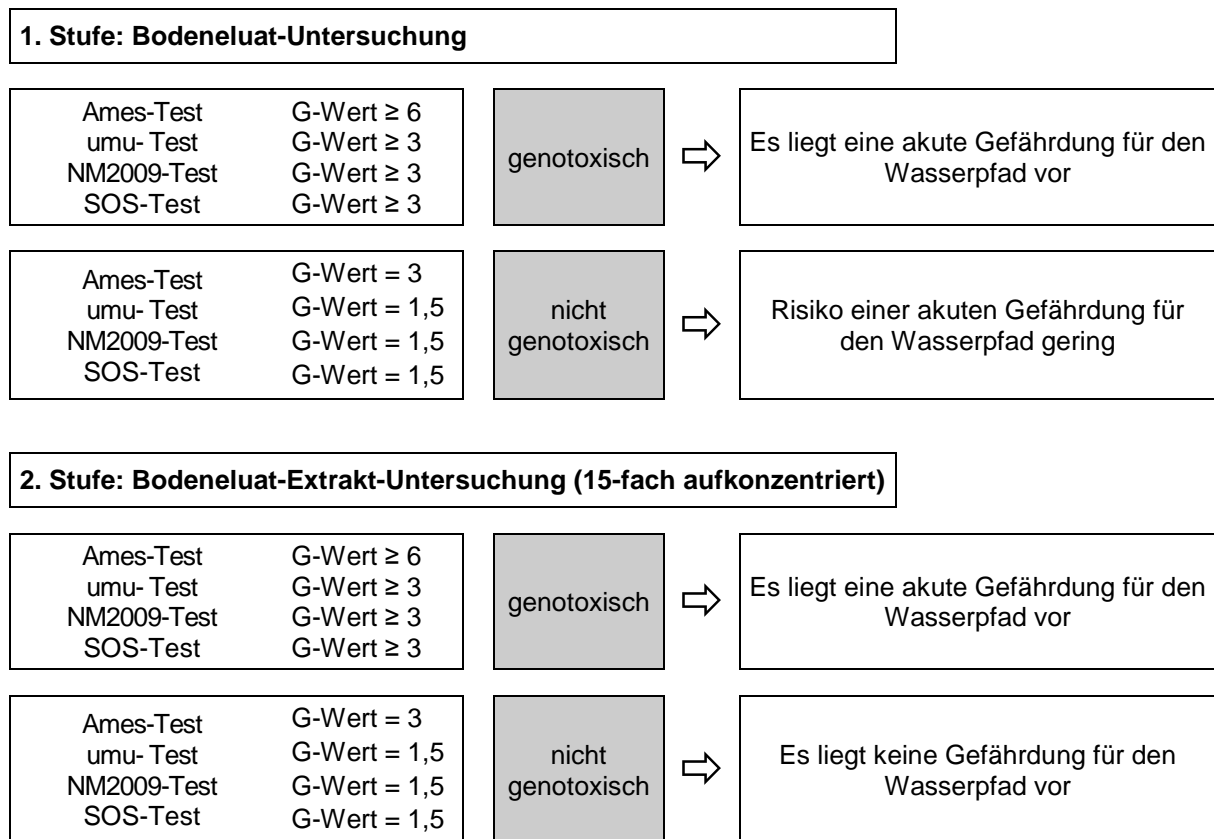 1. Stufe: Bodeneluat-Untersuchung
Ames-Test G-Wert ≥ 6
umu- Test G-Wert ≥ 3
NM2009-Test G-Wert ≥ 3
SOS-Test G-Wert ≥ 3
genotoxisch
Es liegt eine akute Gefährdung für den
Wasserpfad vor
Ames-Test G-Wert = 3
umu- Test G-Wert = 1,5
NM2009-Test G-Wert = 1,5
SOS-Test G-Wert = 1,5
nicht
genotoxisch
Risiko einer akuten Gefährdung für
den Wasserpfad gering
2. Stufe: Bodeneluat-Extrakt-Untersuchung (15-fach aufkonzentriert)
Ames-Test G-Wert ≥ 6
umu- Test G-Wert ≥ 3
NM2009-Test G-Wert ≥ 3
SOS-Test G-Wert ≥ 3
genotoxisch
Es liegt eine akute Gefährdung für den
Wasserpfad vor
Ames-Test G-Wert = 3
umu- Test G-Wert = 1,5
NM2009-Test G-Wert = 1,5
SOS-Test G-Wert = 1,5
nicht
genotoxisch
Es liegt keine Gefährdung für den
Wasserpfad vor